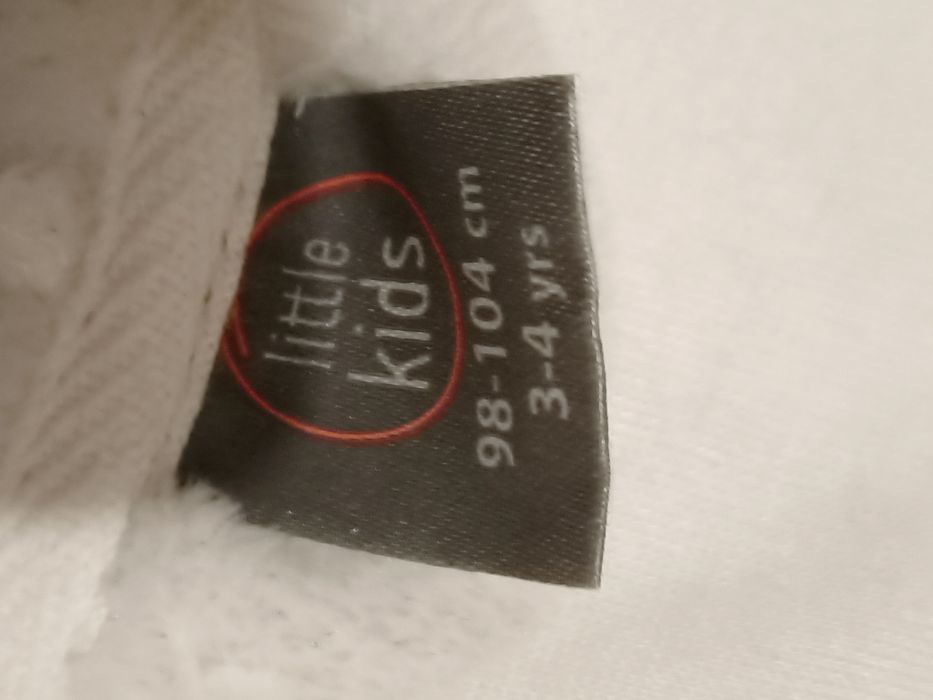 little
kids
98-104 cm
3-4 yrs